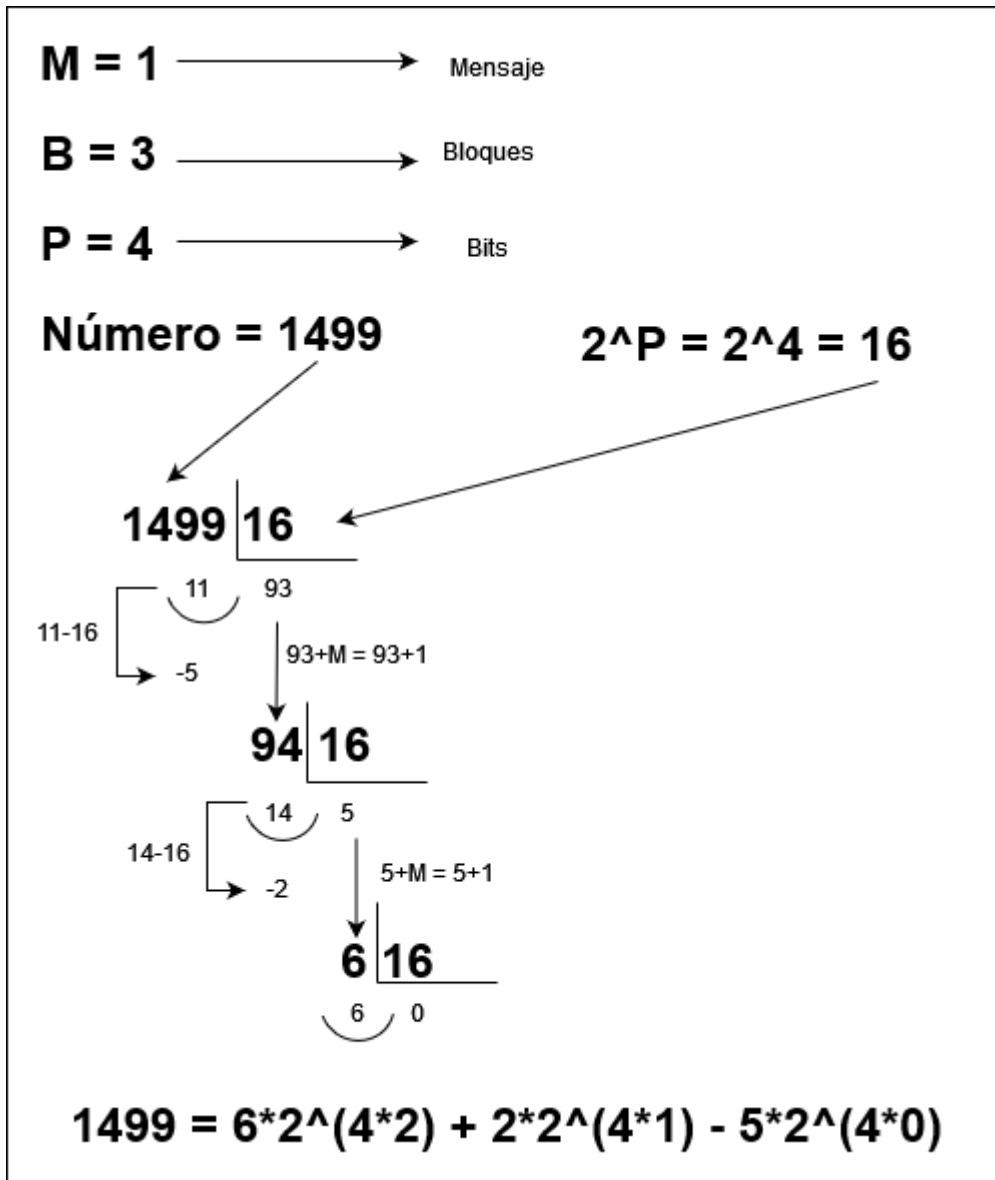 M = 1
Mensaje
B = 3
Bloques
P = 4
Bits
Número = 1499
2^P = 2^4 = 16
1499 16
11 93
11-16
-5
93+M = 93+1
94 16
14 5
14-16
-2
5+M = 5+1
6 16
6 0
1499 = 6*2^(4*2) + 2*2^(4*1) - 5*2^(4*0)